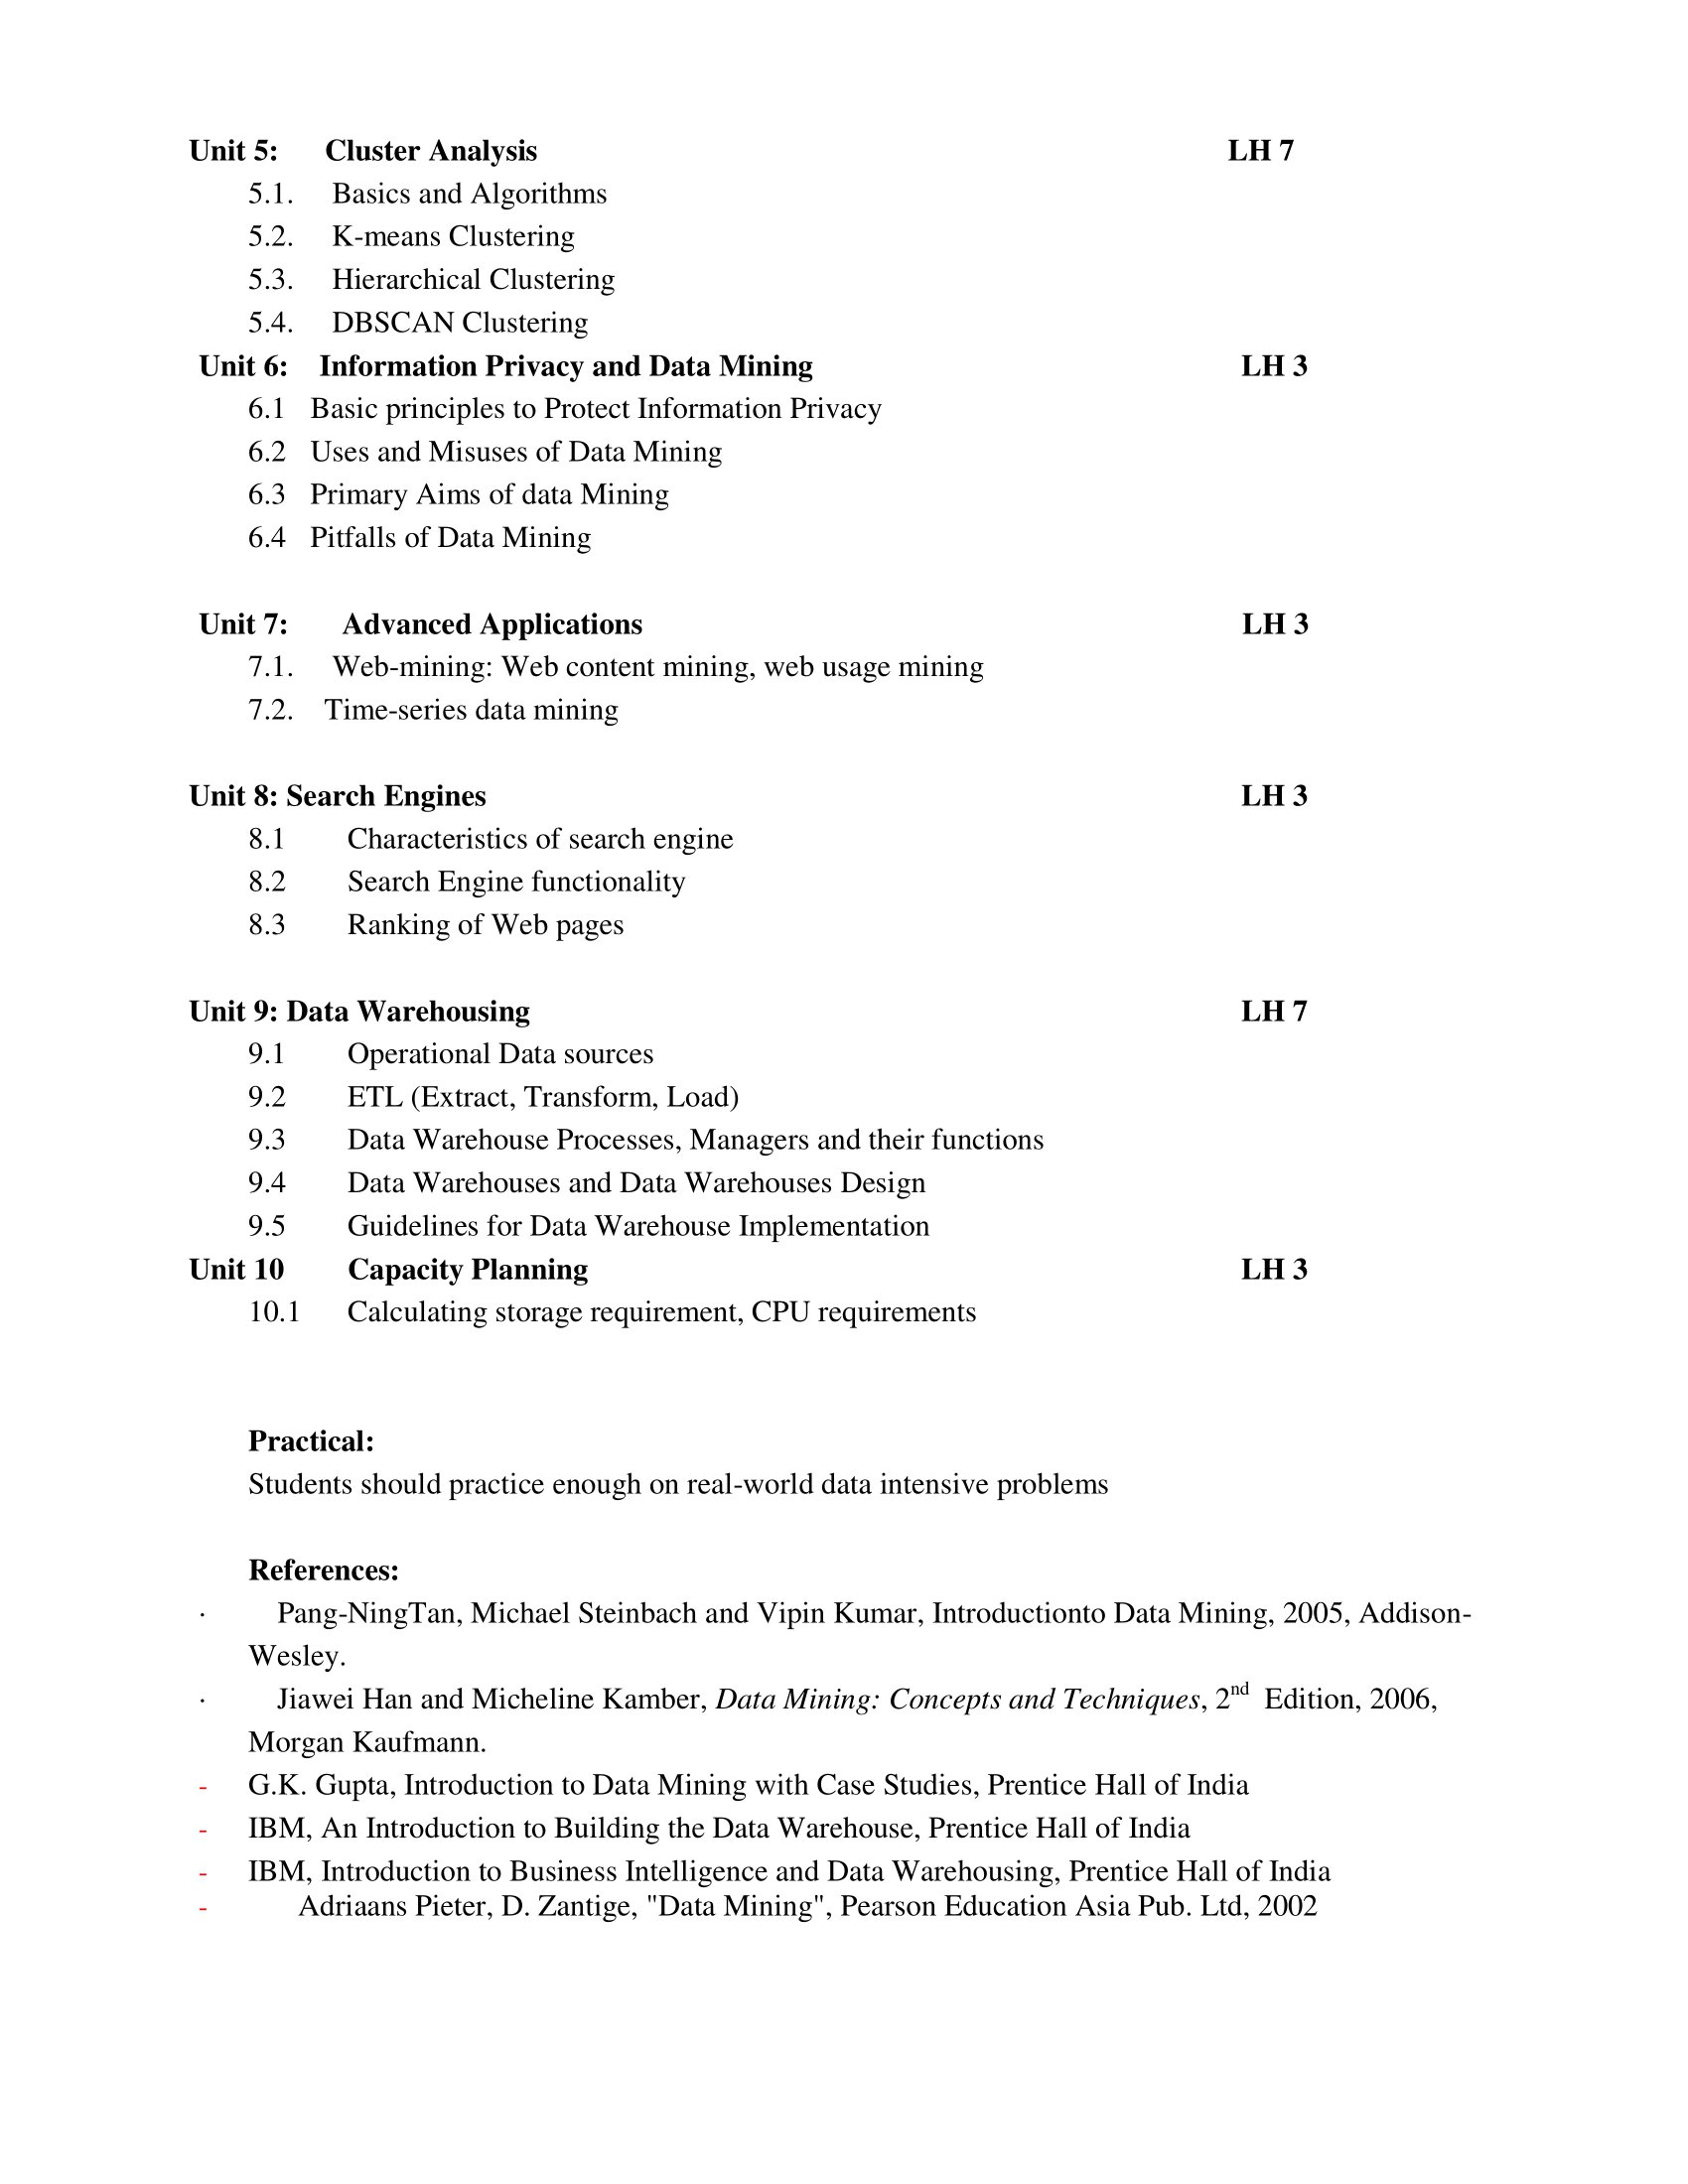 Unit 5: Cluster Analysis LH 7
5.1. Basics and Algorithms
5.2. K-means Clustering
5.3. Hierarchical Clustering
5.4. DBSCAN Clustering
Unit 6: Information Privacy and Data Mining LH 3
6.1 Basic principles to Protect Information Privacy
6.2 Uses and Misuses of Data Mining
6.3 Primary Aims of data Mining
6.4 Pitfalls of Data Mining
Unit 7: Advanced Applications LH 3
7.1. Web-mining: Web content mining, web usage mining
7.2. Time-series data mining
Unit 8: Search Engines LH 3
8.1 Characteristics of search engine
8.2 Search Engine functionality
8.3 Ranking of Web pages
Unit 9: Data Warehousing LH 7
9.1 Operational Data sources
9.2 ETL (Extract, Transform, Load)
9.3 Data Warehouse Processes, Managers and their functions
9.4 Data Warehouses and Data Warehouses Design
9.5 Guidelines for Data Warehouse Implementation
Unit 10 Capacity Planning LH 3
10.1 Calculating storage requirement, CPU requirements
Practical:
Students should practice enough on real-world data intensive problems
References:
· Pang-NingTan, Michael Steinbach and Vipin Kumar, Introductionto Data Mining, 2005, Addison-
Wesley.
· Jiawei Han and Micheline Kamber, Data Mining: Concepts and Techniques, 2nd Edition, 2006,
Morgan Kaufmann.
- G.K. Gupta, Introduction to Data Mining with Case Studies, Prentice Hall of India
- IBM, An Introduction to Building the Data Warehouse, Prentice Hall of India
- IBM, Introduction to Business Intelligence and Data Warehousing, Prentice Hall of India
- Adriaans Pieter, D. Zantige, "Data Mining", Pearson Education Asia Pub. Ltd, 2002